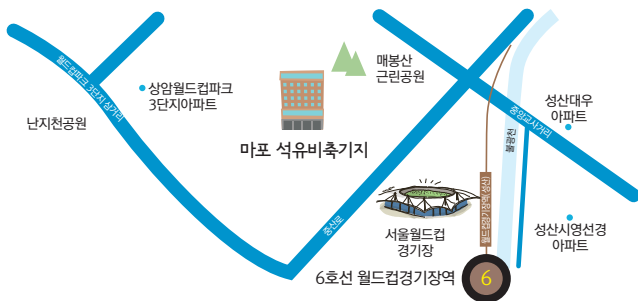 매봉산
근린공원
월드컵파크 3단지 삼거리
상암월드컵파크
3단지아파트
성산대우
아파트
난지천공원
중앙교사거리
불광천
마포 석유비축기지
월드컵경기장역( 성산)
중산로
서울월드컵
경기장
성산시영선경
아파트
6호선 월드컵경기장역
6